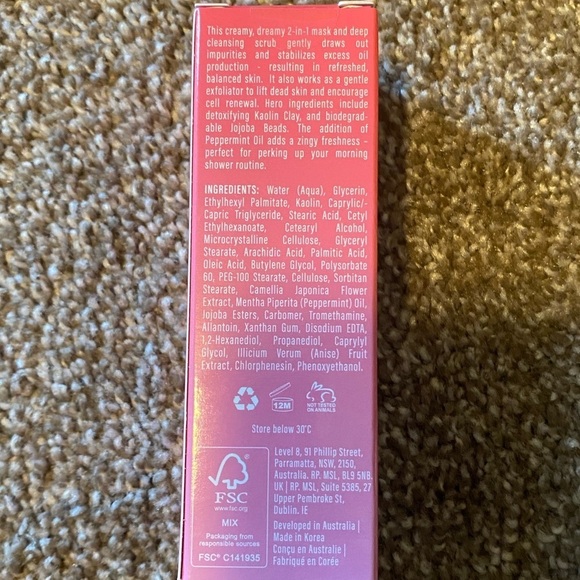 This creamy, dreamy 2-in-1 mask and deep
cleansing scrub gently draws out
impurities and stabilizes excess oil
production - resulting in refreshed,
balanced skin. It also works as a gentle
exfoliator to lift dead skin and encourage
cell renewal. Hero ingredients include
detoxifying Kaolin Clay, and biodegrad-
able Jojoba Beads. The addition of
Peppermint Oil adds a zingy freshness -
perfect for perking up your morning
shower routine.
INGREDIENTS: Water (Aqua), Glycerin,
Ethylhexyl Palmitate, Kaolin, Caprylic/-
Capric Triglyceride, Stearic Acid, Cetyl
Ethylhexanoate, Cetearyl Alcohol,
Microcrystalline Cellulose, Glyceryl
Stearate, Arachidic Acid, Palmitic Acid,
Oleic Acid, Butylene Glycol, Polysorbate
60, PEG-100 Stearate, Cellulose, Sorbitan
Stearate, Camellia Japonica Flower
Extract, Mentha Piperita (Peppermint) Oil,
Jojoba Esters, Carbomer, Tromethamine,
Allantoin, Xanthan Gum, Disodium EDTA,
1,2-Hexanediol, Propanediol, Caprylyl
Glycol, Illicium Verum (Anise) Fruit
Extract, Chlorphenesin, Phenoxyethanol.
12M
NOT TESTED
ON ANIMALS
Store below 30°C
FSC
www.fsc.org
MIX
Packaging from
responsible sources
FSC® C141935
Level 8, 91 Phillip Street,
Parramatta, NSW, 2150,
Australia. RP. MSL, BL9 5NB.
UK | RP. MSL, Suite 5385, 27
Upper Pembroke St,
Dublin. IE
Developed in Australia |
Made in Korea
Conçu en Australie |
Fabriqué en Corée